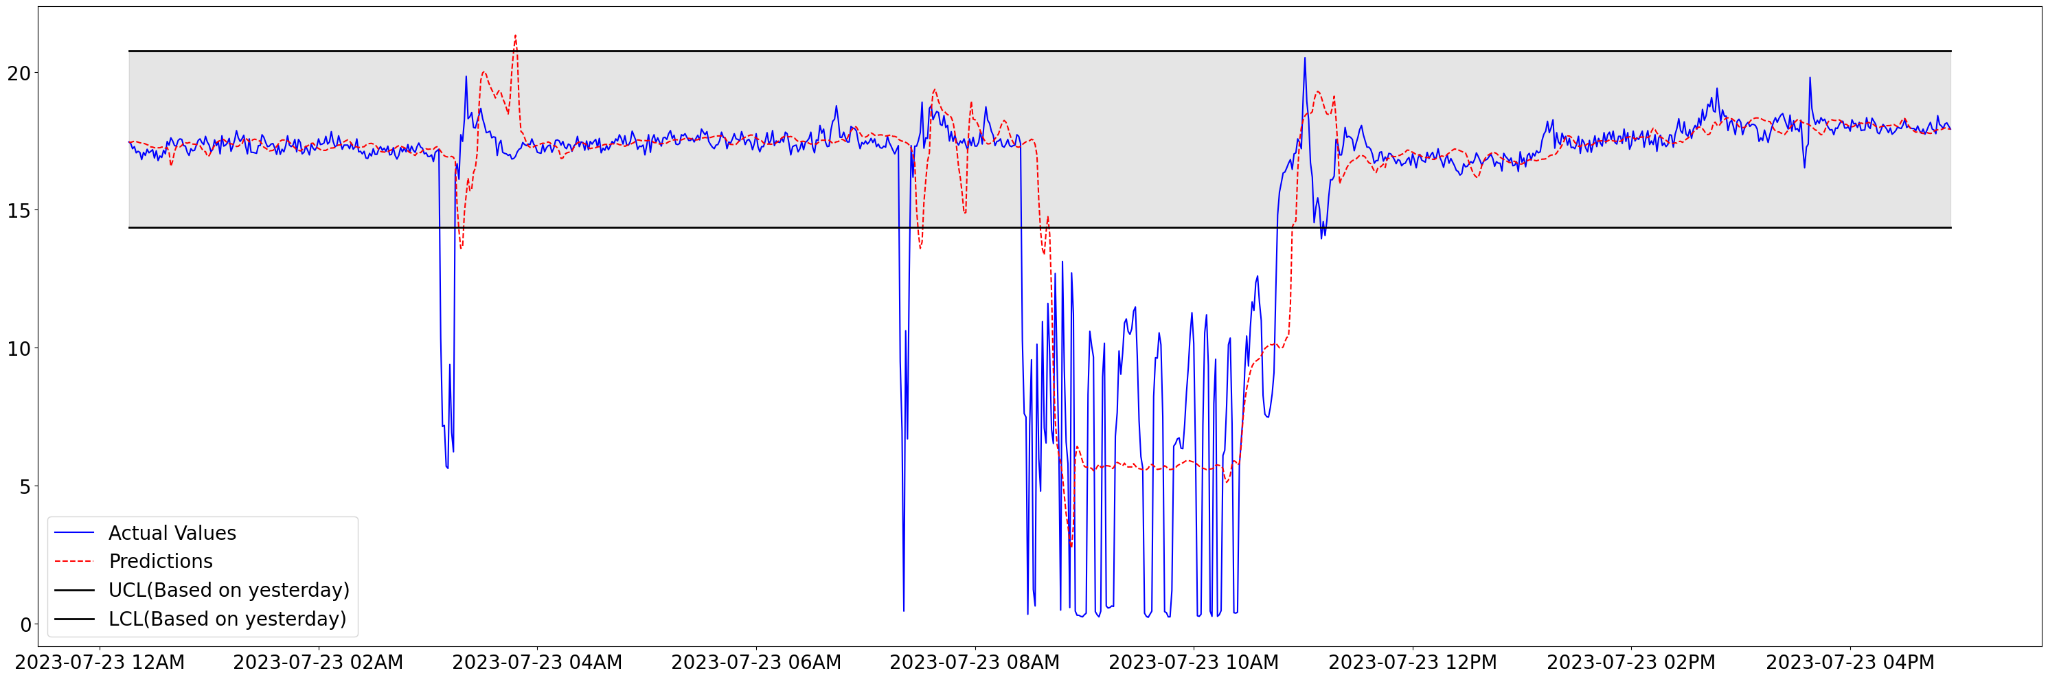 20
15
10
5
0
Actual Values
Predictions
UCL(Based on yesterday)
LCL(Based on yesterday)
2023-07-23 12AM 2023-07-23 02AM 2023-07-23 04AM 2023-07-23 06AM 2023-07-23 08AM 2023-07-23 10AM 2023-07-23 12PM 2023-07-23 02PM 2023-07-23 04PM